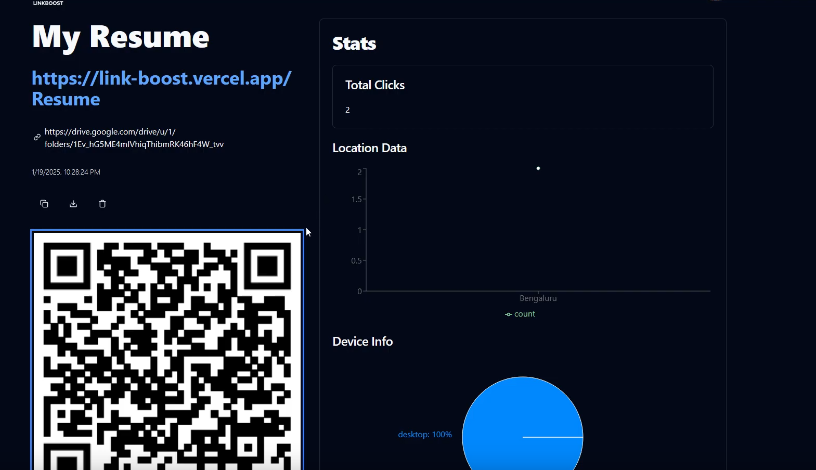 LINKBOOST
My Resume
https://link-boost.vercel.app/
Resume
https://drive.google.com/drive/u/1/
folders/1Ev_hG5ME4mIVhiqThibmRK46hF4W_tvv
1/19/2025, 10:28:24 PM
Stats
Total Clicks
2
Location Data
2
1.5
1
0.5
0
Bengaluru
count
Device Info
desktop: 100%